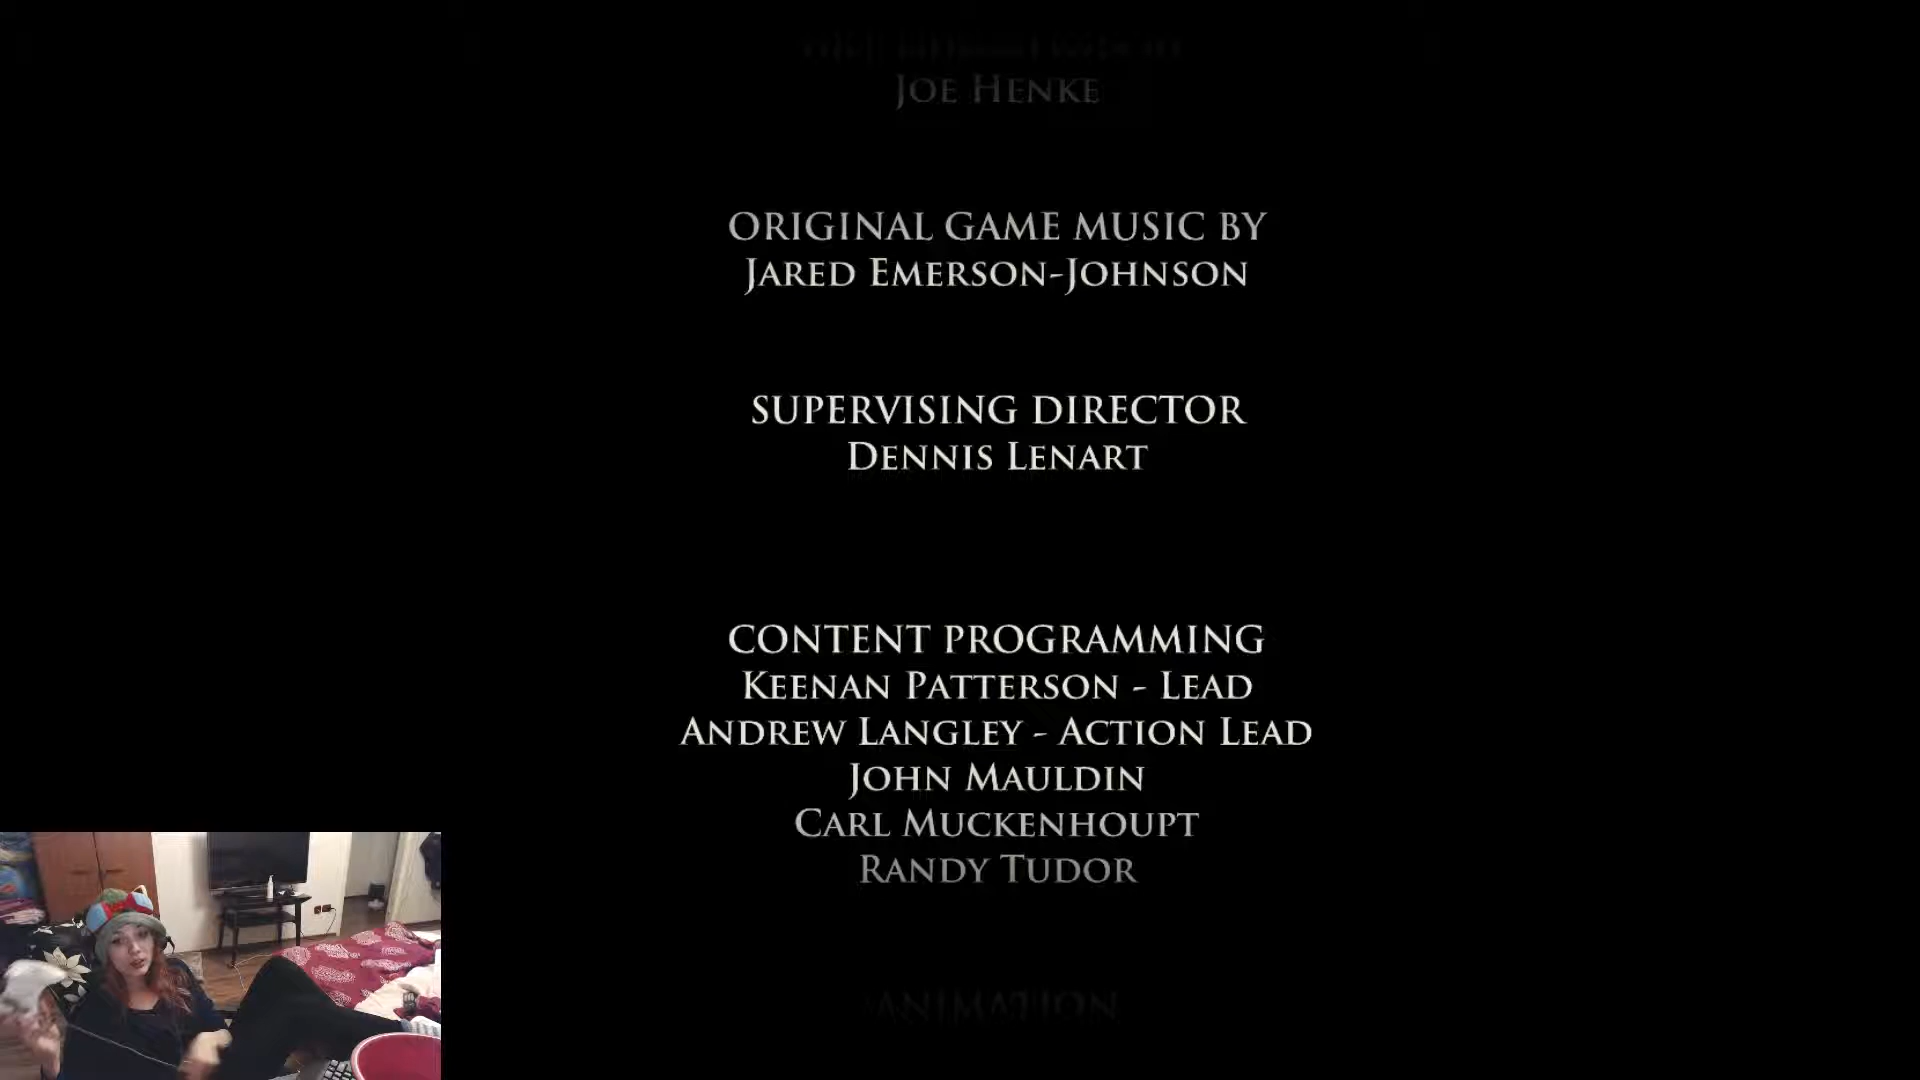 JOE HENKE
ORIGINAL GAME MUSIC BY
JARED EMERSON-JOHNSON
SUPERVISING DIRECTOR
DENNIS LENART
CONTENT PROGRAMMING
KEENAN PATTERSON - LEAD
ANDREW LANGLEY - ACTION LEAD
JOHN MAULDIN
CARL MUCKENHOUPT
RANDY TUDOR
ANIMATION